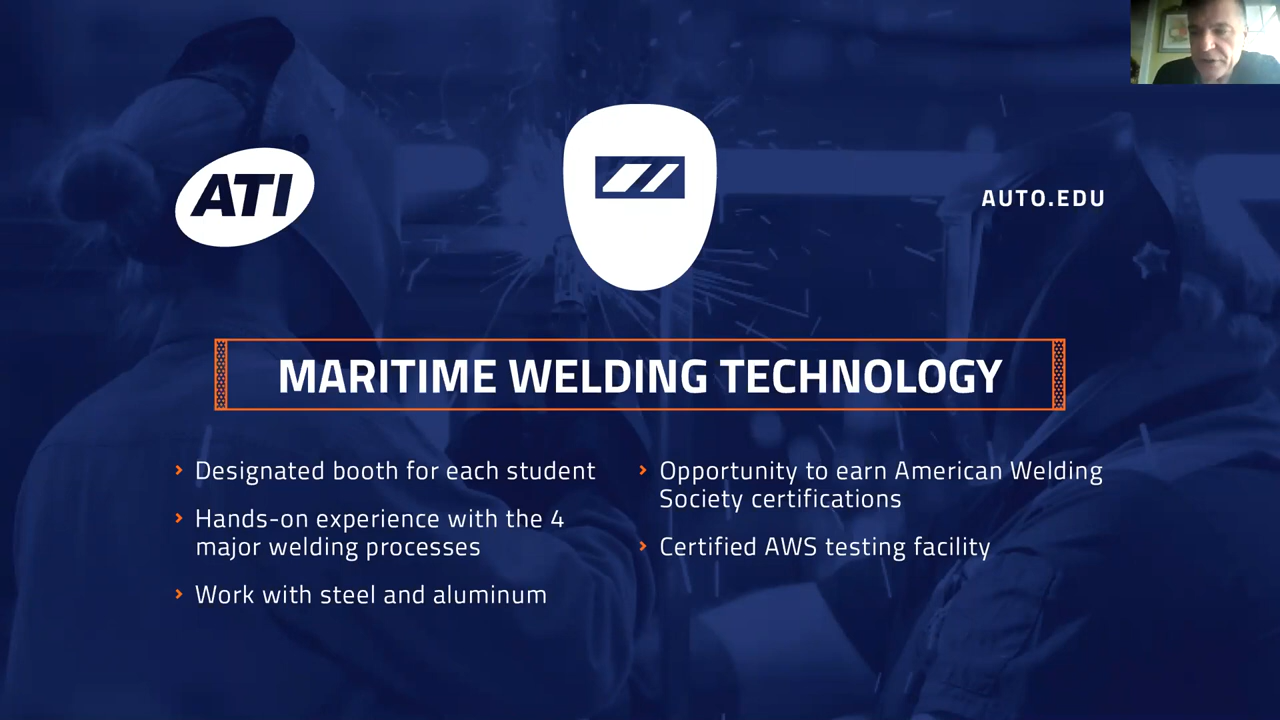 ATI
AUTO.EDU
MARITIME WELDING TECHNOLOGY
Designated booth for each student
Hands-on experience with the 4
major welding processes
Work with steel and aluminum
Opportunity to earn American Welding
Society certifications
Certified AWS testing facility